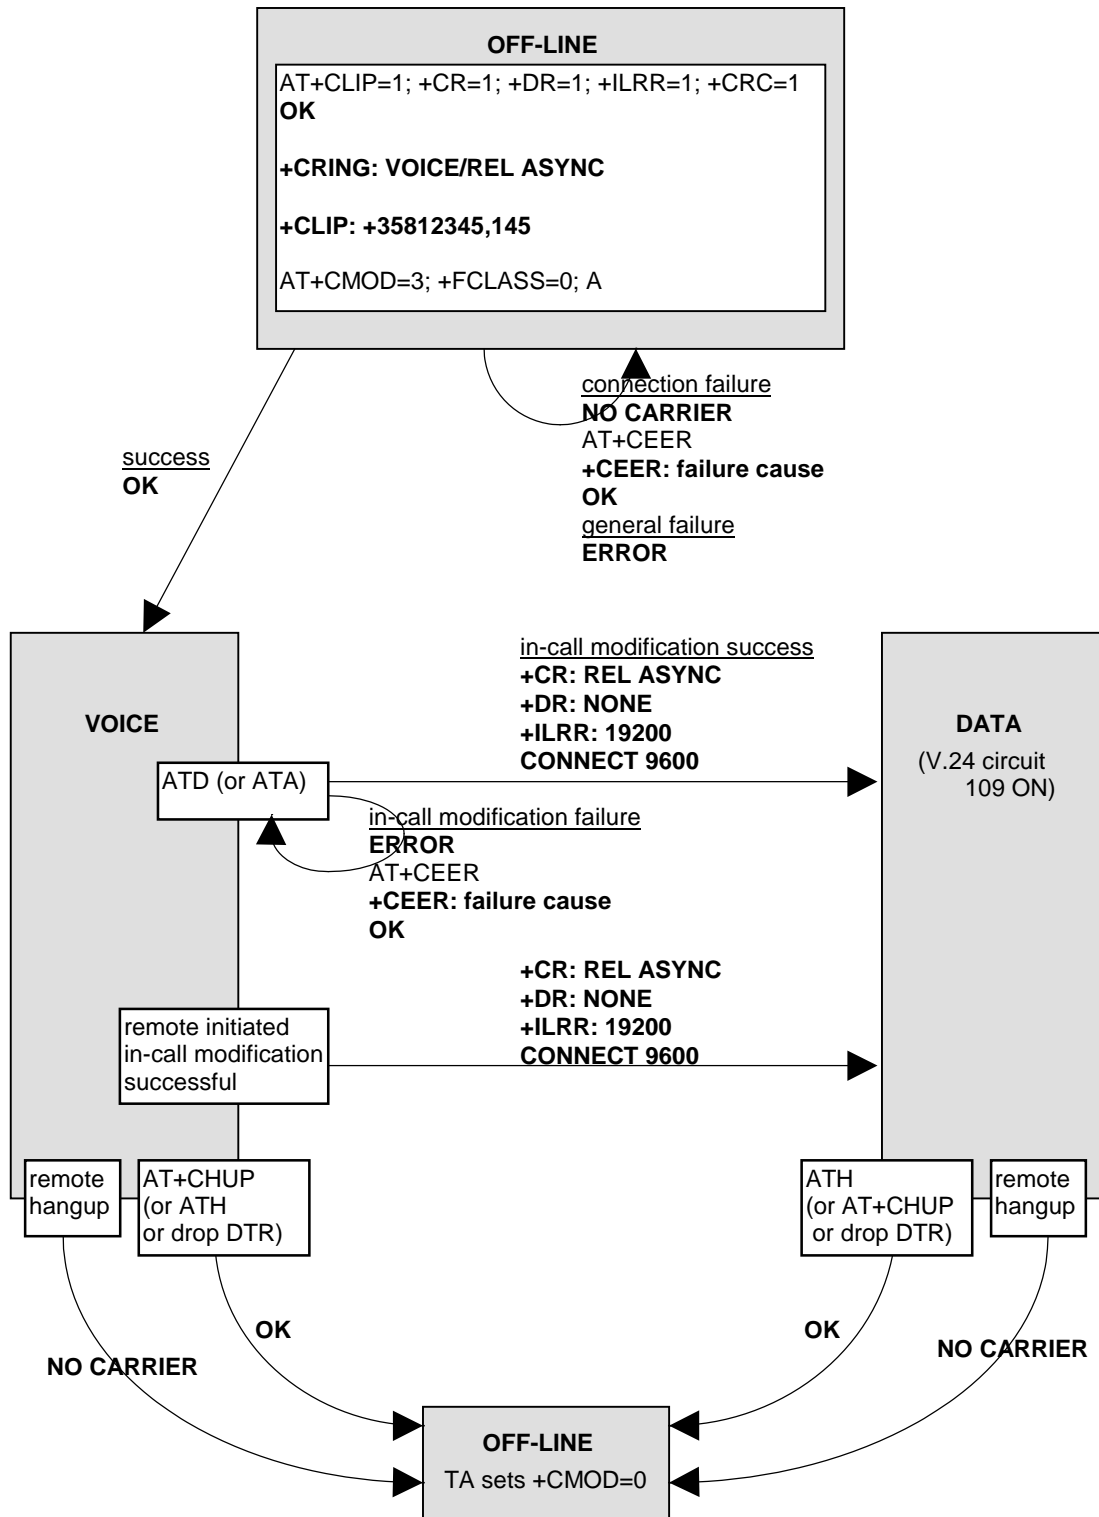 OFF-LINE
AT+CLIP=1; +CR=1; +DR=1; +ILRR=1; +CRC=1
OK
+CRING: VOICE/REL ASYNC
+CLIP: +35812345,145
AT+CMOD=3; +FCLASS=0; A
connection failure
NO CARRIER
AT+CEER
+CEER: failure cause
OK
general failure
ERROR
success
OK
in-call modification success
+CR: REL ASYNC
+DR: NONE
+ILRR: 19200
CONNECT 9600
VOICE
DATA
(V.24 circuit
109 ON)
ATD (or ATA)
in-call modification failure
ERROR
AT+CEER
+CEER: failure cause
OK
+CR: REL ASYNC
+DR: NONE
+ILRR: 19200
CONNECT 9600
remote initiated
in-call modification
successful
remote
hangup
AT+CHUP
(or ATH
or drop DTR)
ATH
(or AT+CHUP
or drop DTR)
remote
hangup
OK
NO CARRIER
OK
NO CARRIER
OFF-LINE
TA sets +CMOD=0